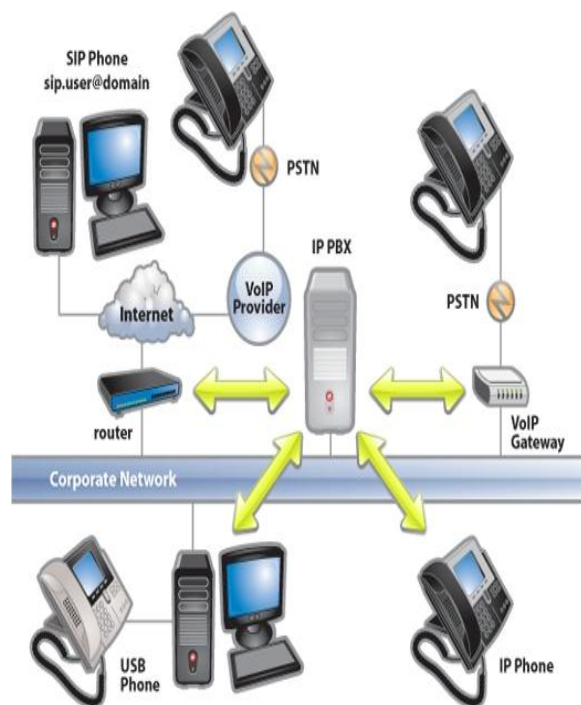 SIP Phone
sip.user@domain
PSTN
IP PBX
VoIP
Provider
Internet
PSTN
router
VoIP
Gateway
Corporate Network
USB
Phone
IP Phone